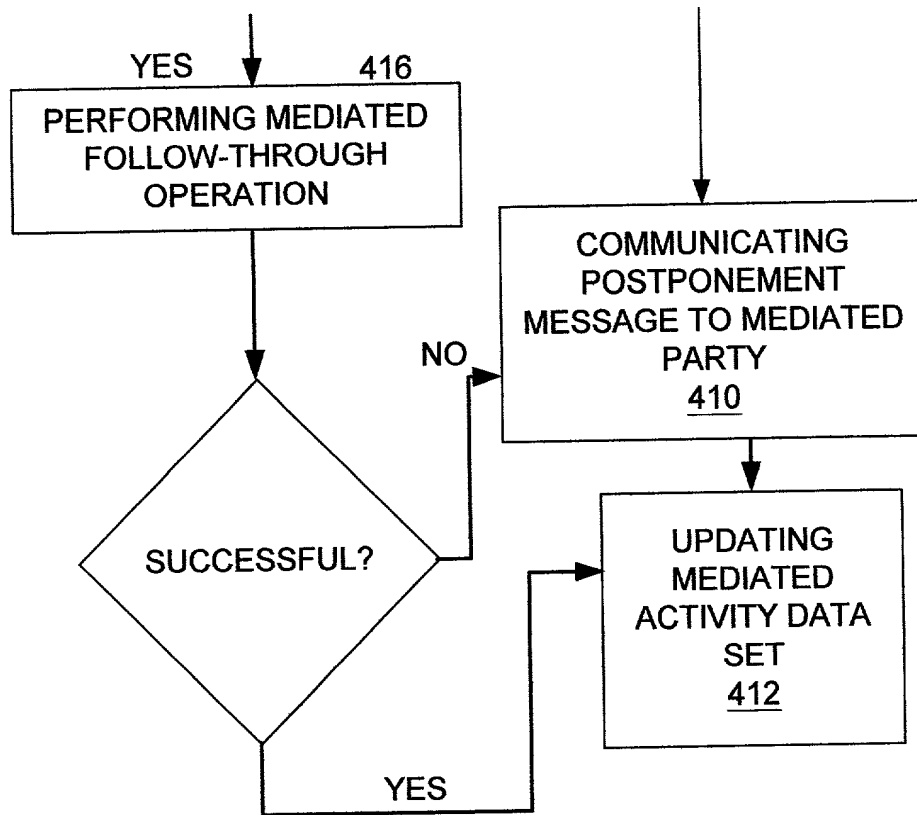 YES
416
PERFORMING MEDIATED
FOLLOW-THROUGH
OPERATION
COMMUNICATING
POSTPONEMENT
MESSAGE TO MEDIATED
PARTY
410
NO
SUCCESSFUL?
UPDATING
MEDIATED
ACTIVITY DATA
SET
412
YES